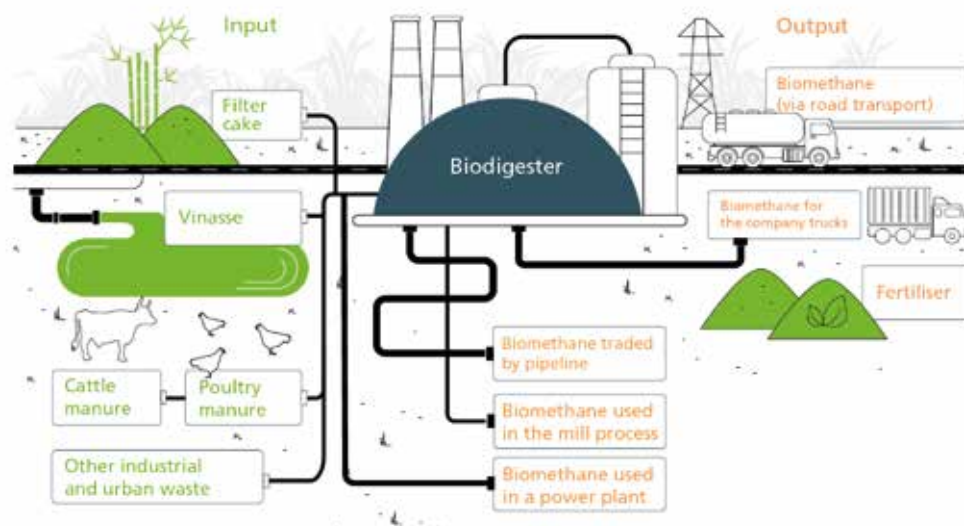 Input
Output
Filter
cake
Biomethane
(via road transport)
Biodigester
Vinasse
Biomethane for
the company trucks
Fertiliser
Biomethane traded
by pipeline
Cattle
manure
Poultry
manure
Biomethane used
in the mill process
Other industrial
and urban waste
Biomethane used
in a power plant